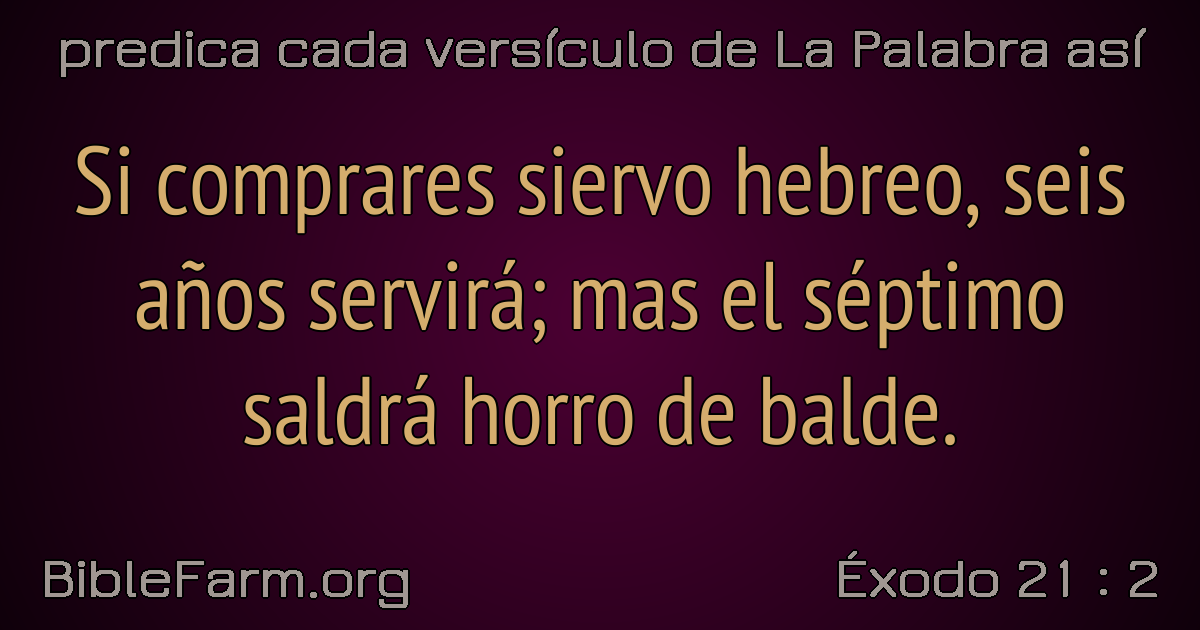 predica cada versículo de La Palabra así
Si comprares siervo hebreo, seis
años servirá; mas el séptimo
saldrá horro de balde.
BibleFarm.org
Éxodo 21 : 2